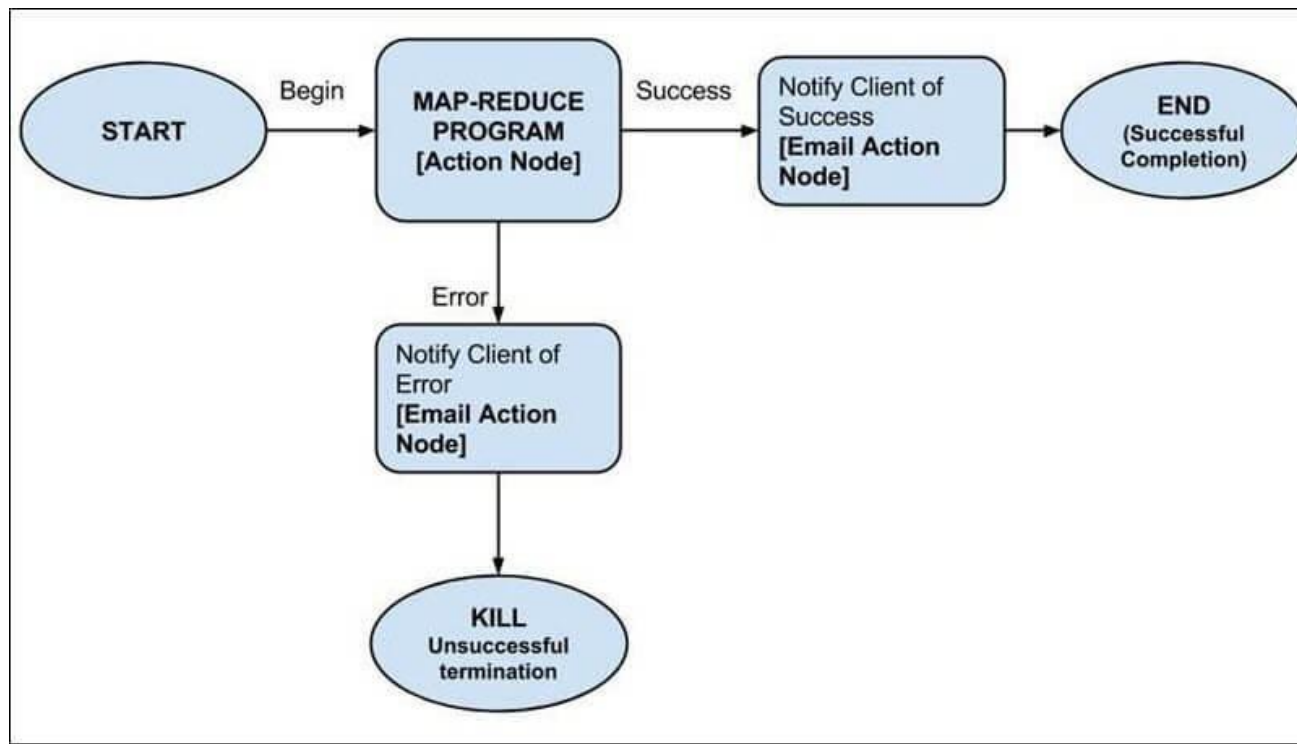 START
Begin
MAP-REDUCE
PROGRAM
[Action Node]
Success
Notify Client of
Success
[Email Action
Node]
END
(Successful
Completion)
Error
Notify Client of
Error
[Email Action
Node]
KILL
Unsuccessful
termination